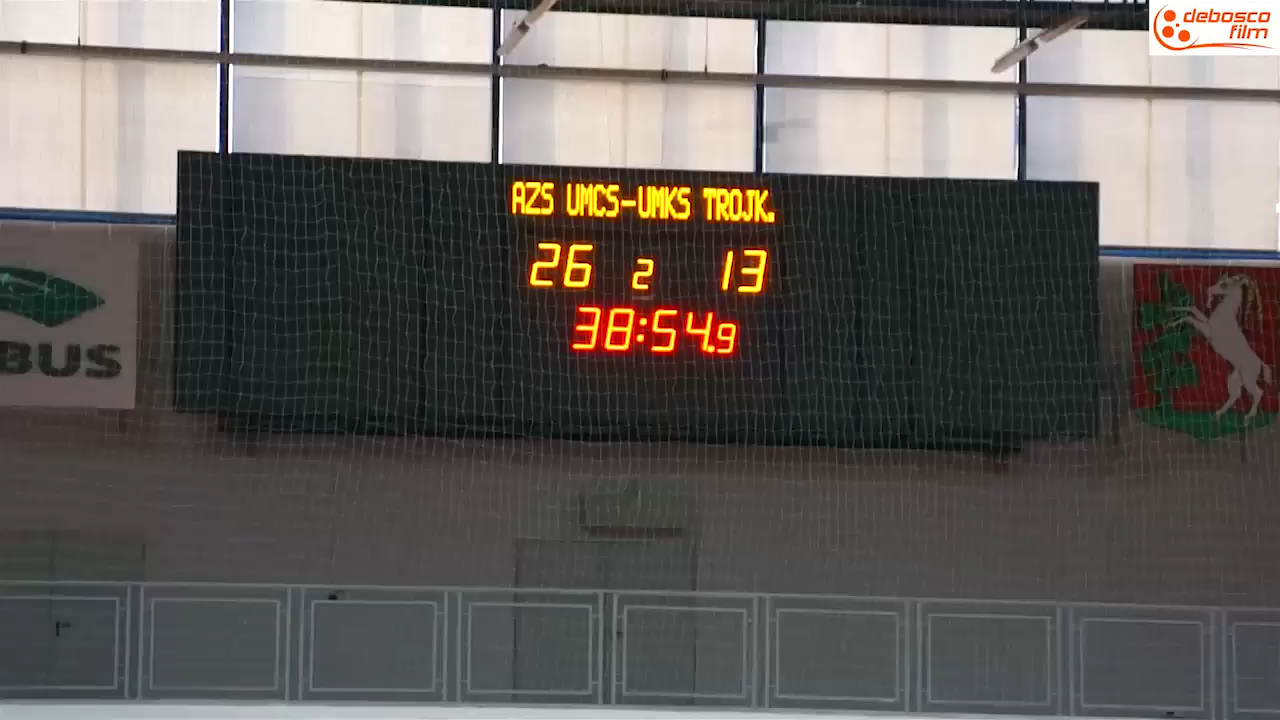 debosco
film
AZS UMCS-UMKS TROJK.
26 2 13
38:54.9
BUS